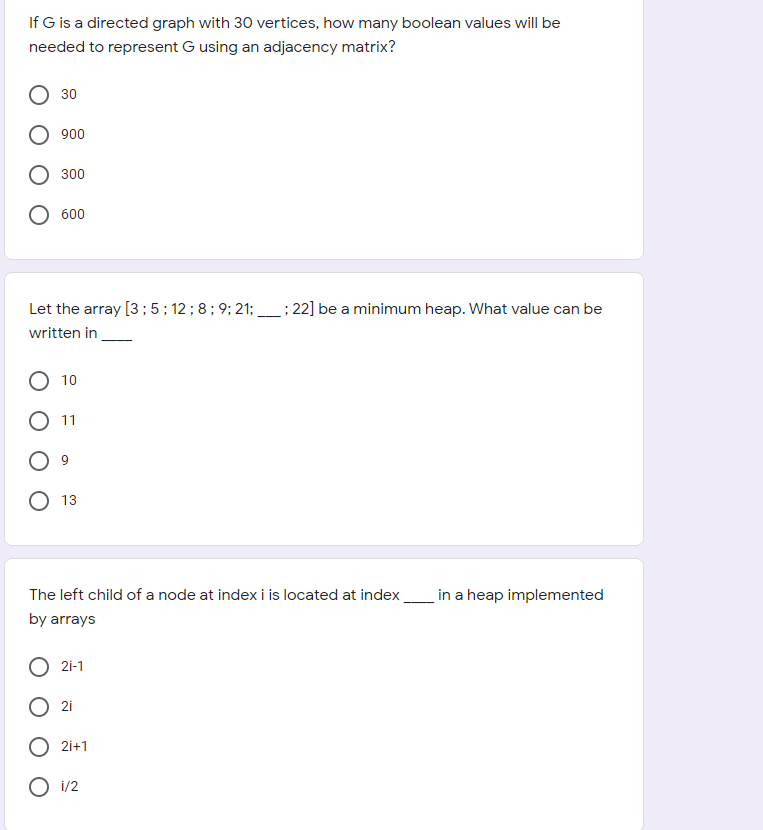 If G is a directed graph with 30 vertices, how many boolean values will be
needed to represent G using an adjacency matrix?
30
900
300
600
Let the array [3 ; 5 ; 12 ; 8 ; 9; 21; ___ ; 22] be a minimum heap. What value can be
written in ____
10
11
9
13
The left child of a node at index i is located at index ____ in a heap implemented
by arrays
2i-1
2i
2i+1
i/2